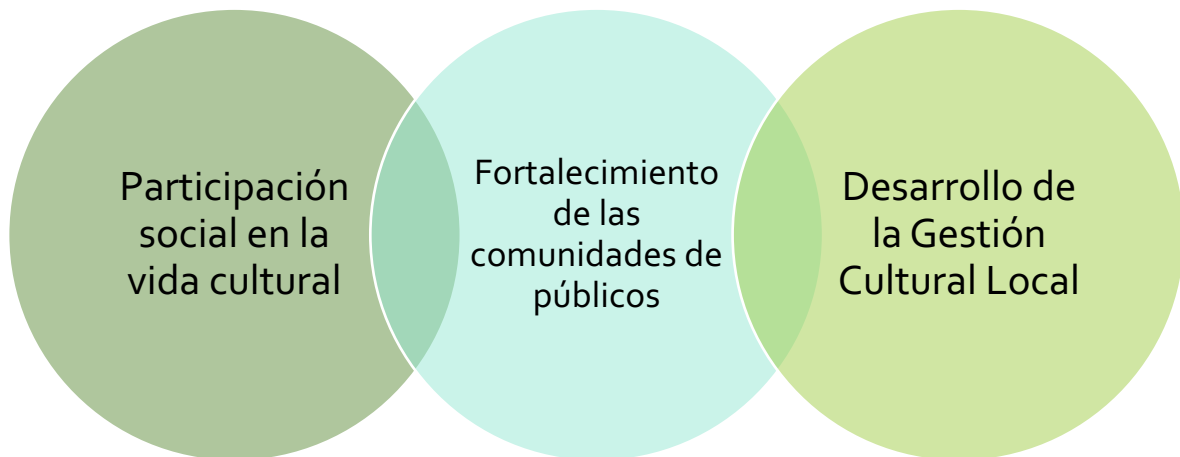 Participación
social en la
vida cultural
Fortalecimiento
de las
comunidades de
públicos
Desarrollo de
la Gestión
Cultural Local